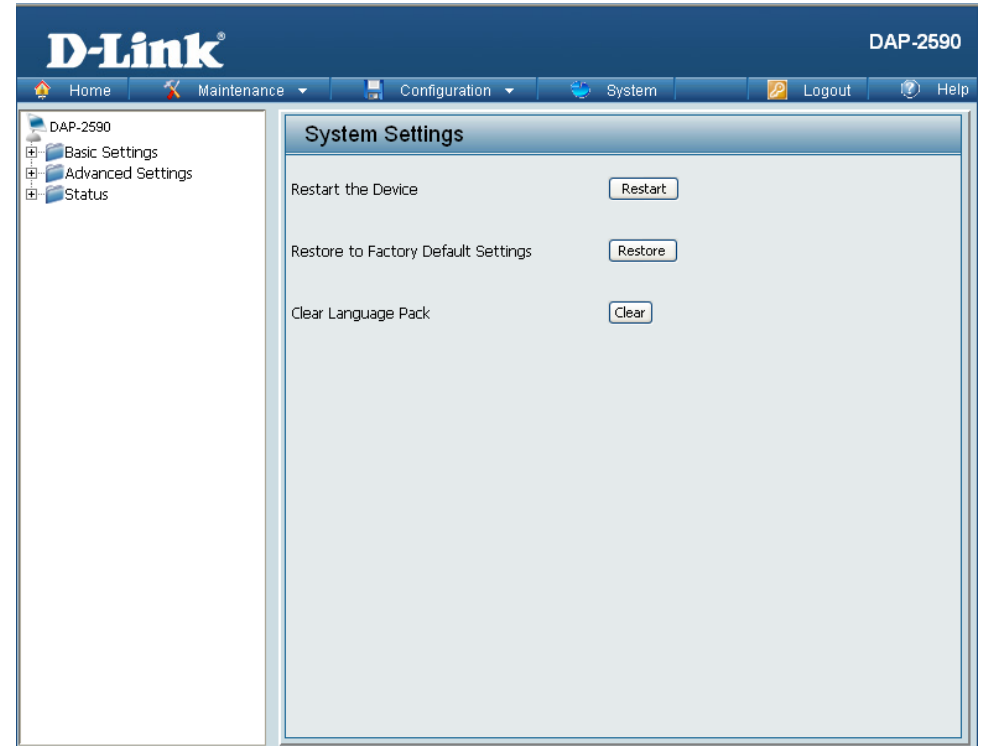 D-Link®
DAP-2590
Home Maintenance Configuration System Logout Help
DAP-2590
Basic Settings
Advanced Settings
Status
System Settings
Restart the Device Restart
Restore to Factory Default Settings Restore
Clear Language Pack Clear